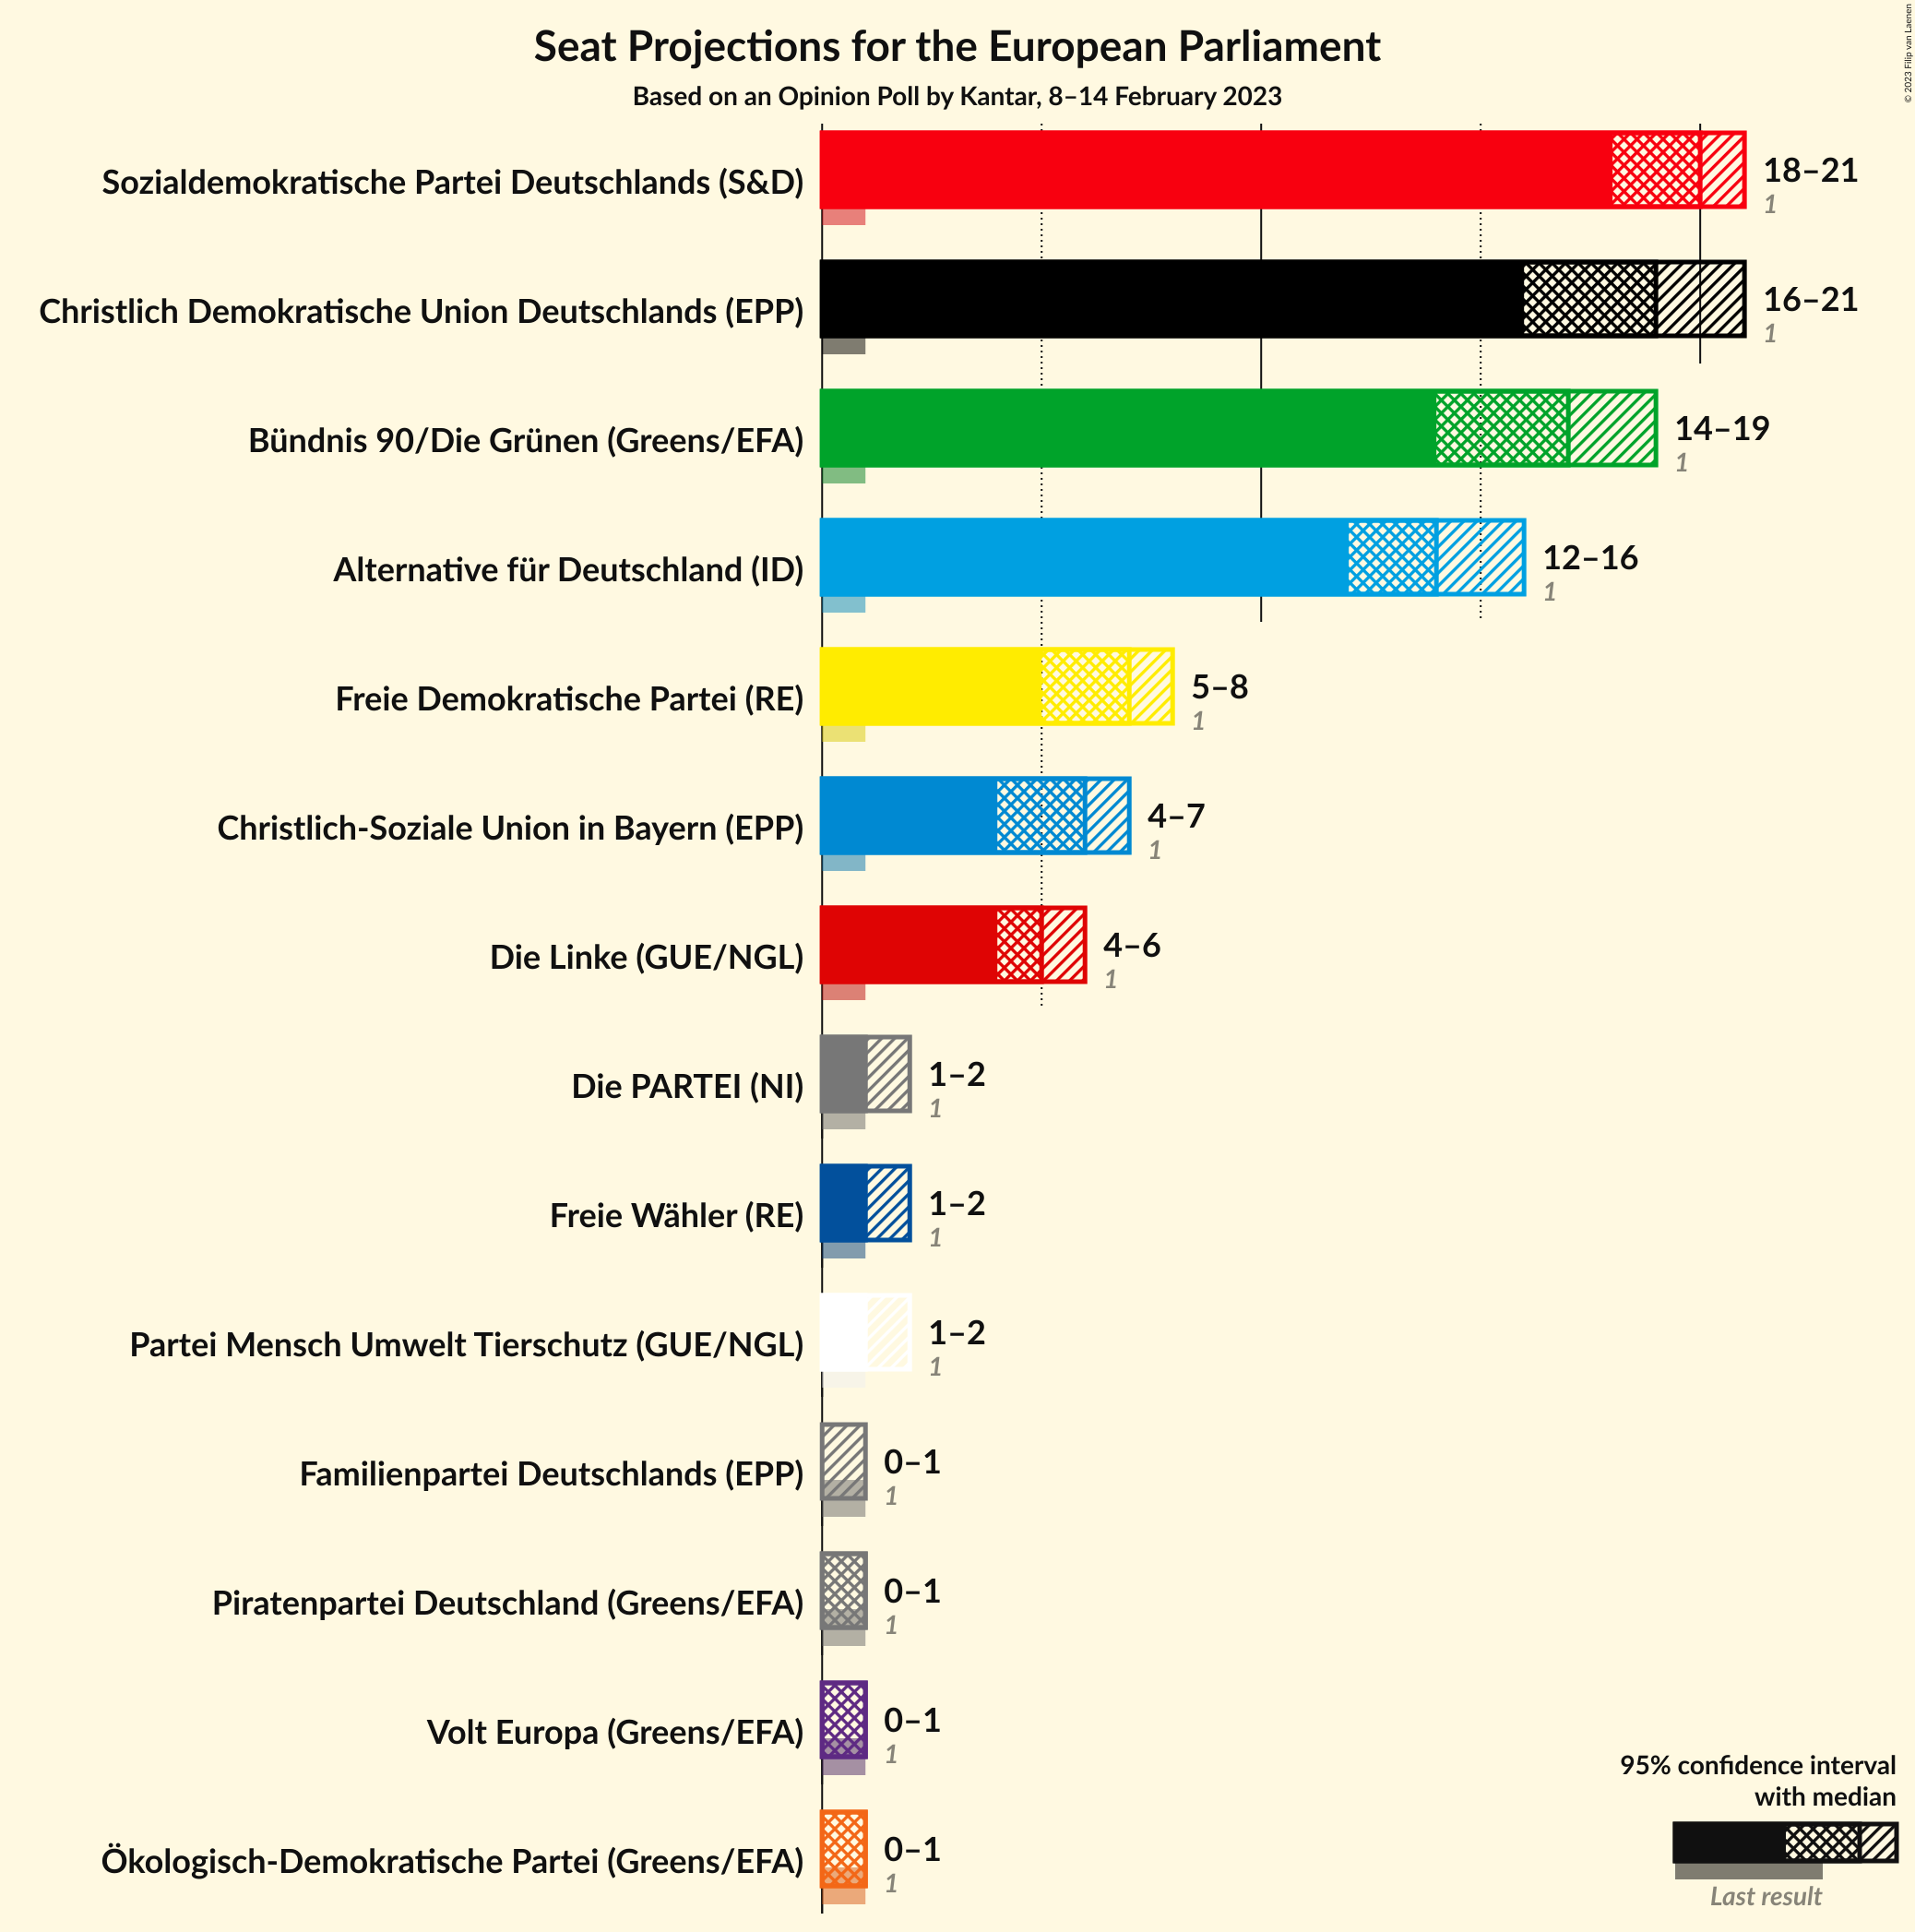 Seat Projections for the European Parliament
Based on an Opinion Poll by Kantar, 8–14 February 2023
© 2023 Filip van Laenen
Sozialdemokratische Partei Deutschlands (S&D)
18–21
1
Christlich Demokratische Union Deutschlands (EPP)
16–21
1
Bündnis 90/Die Grünen (Greens/EFA)
14–19
1
Alternative für Deutschland (ID)
12–16
1
Freie Demokratische Partei (RE)
5–8
1
Christlich-Soziale Union in Bayern (EPP)
4–7
1
Die Linke (GUE/NGL)
4–6
1
Die PARTEI (NI)
1–2
1
Freie Wähler (RE)
1–2
1
Partei Mensch Umwelt Tierschutz (GUE/NGL)
1–2
1
Familienpartei Deutschlands (EPP)
0–1
1
Piratenpartei Deutschland (Greens/EFA)
0–1
1
Volt Europa (Greens/EFA)
0–1
1
Ökologisch-Demokratische Partei (Greens/EFA)
0–1
1
95% confidence interval
with median
Last result